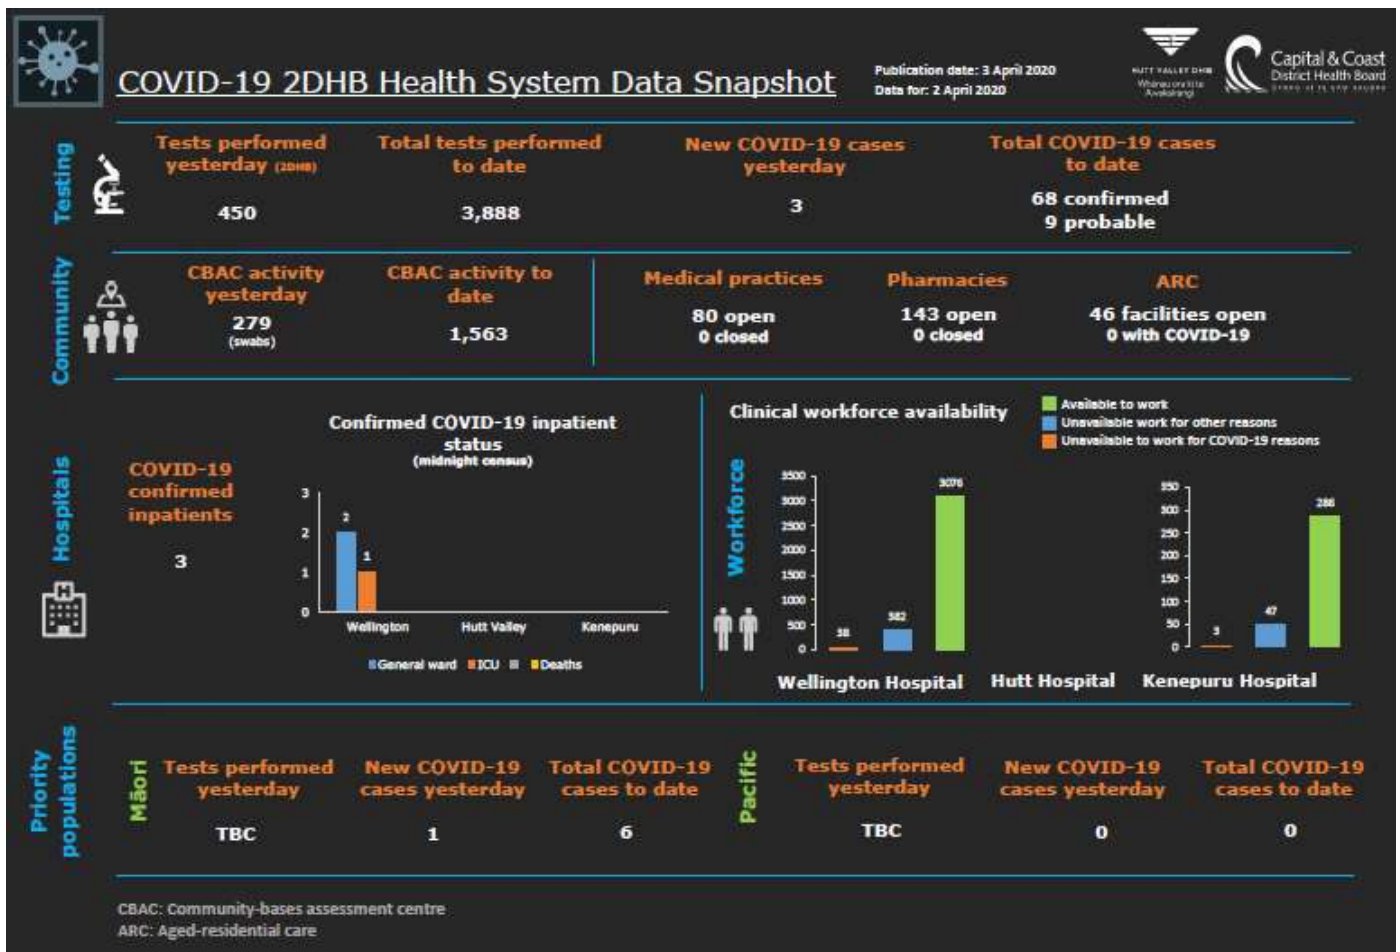 COVID-19 2DHB Health System Data Snapshot
Publication date: 3 April 2020
Data for: 2 April 2020
HUTT VALLEY DHB
Capital & Coast
District Health Board
Testing
Tests performed
yesterday (2DHB)
450
Total tests performed
to date
3,888
New COVID-19 cases
yesterday
3
Total COVID-19 cases
to date
68 confirmed
9 probable
Community
CBAC activity
yesterday
279
(swabs)
CBAC activity to
date
1,563
Medical practices
80 open
0 closed
Pharmacies
143 open
0 closed
ARC
46 facilities open
0 with COVID-19
Hospitals
COVID-19
confirmed
inpatients
3
Confirmed COVID-19 inpatient
status
(midnight census)
3
2
1
0
2
1
Wellington Hutt Valley Kenepuru
General ward ICU Deaths
Workforce
Clinical workforce availability
Available to work
Unavailable work for other reasons
Unavailable to work for COVID-19 reasons
3500
3000
2500
2000
1500
1000
500
0
38
382
3076
Wellington Hospital
Hutt Hospital
350
300
250
200
150
100
50
0
3
47
286
Kenepuru Hospital
Priority
populations
Māori
Tests performed
yesterday
TBC
New COVID-19
cases yesterday
1
Total COVID-19
cases to date
6
Pacific
Tests performed
yesterday
TBC
New COVID-19
cases yesterday
0
Total COVID-19
cases to date
0
CBAC: Community-bases assessment centre
ARC: Aged-residential care